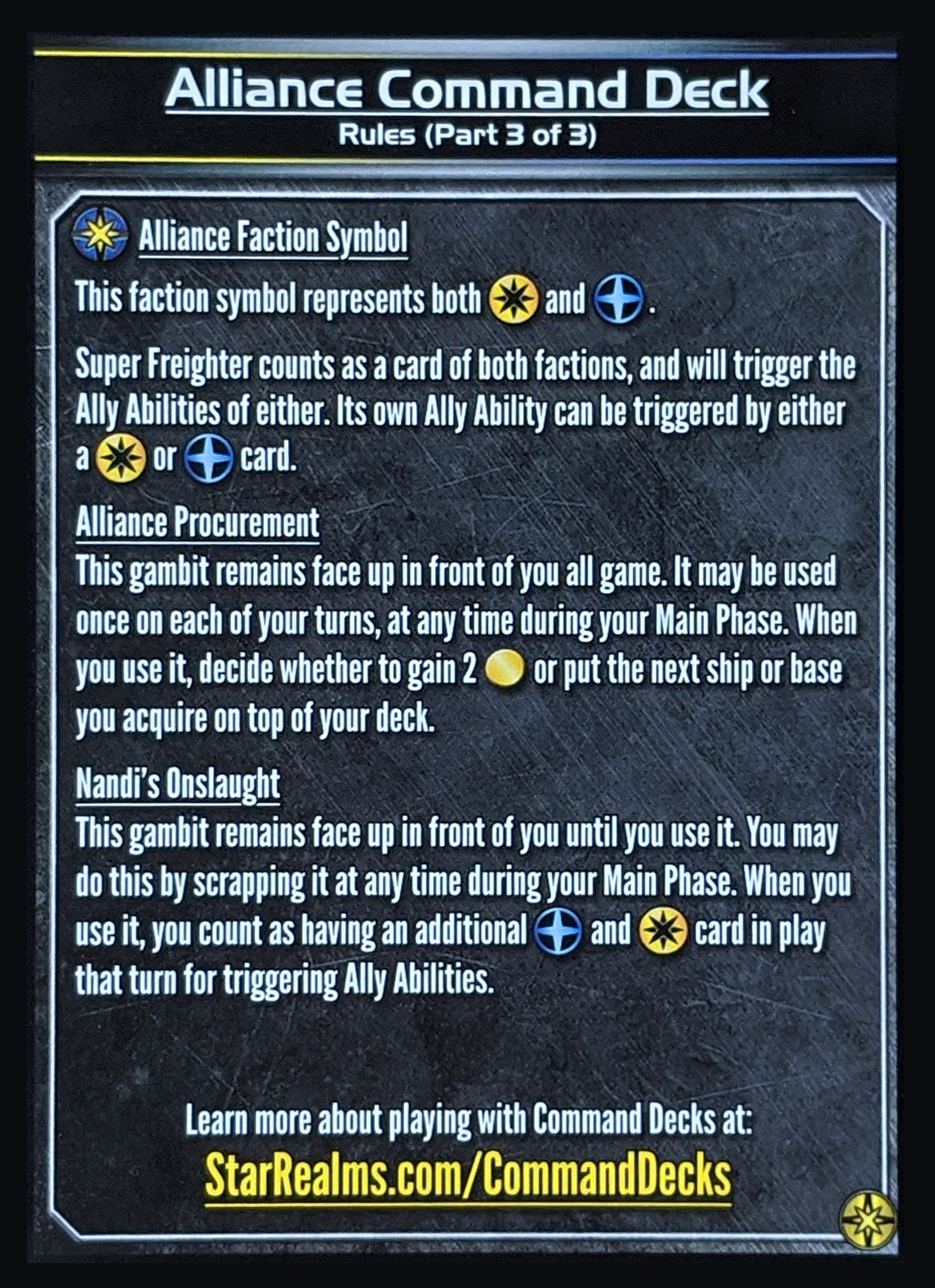 Alliance Command Deck
Rules (Part 3 of 3)
Alliance Faction Symbol
This faction symbol represents both and .
Super Freighter counts as a card of both factions, and will trigger the
Ally Abilities of either. Its own Ally Ability can be triggered by either
a or card.
Alliance Procurement
This gambit remains face up in front of you all game. It may be used
once on each of your turns, at any time during your Main Phase. When
you use it, decide whether to gain 2 or put the next ship or base
you acquire on top of your deck.
Nandi's Onslaught
This gambit remains face up in front of you until you use it. You may
do this by scrapping it at any time during your Main Phase. When you
use it, you count as having an additional and card in play
that turn for triggering Ally Abilities.
Learn more about playing with Command Decks at:
StarRealms.com/CommandDecks